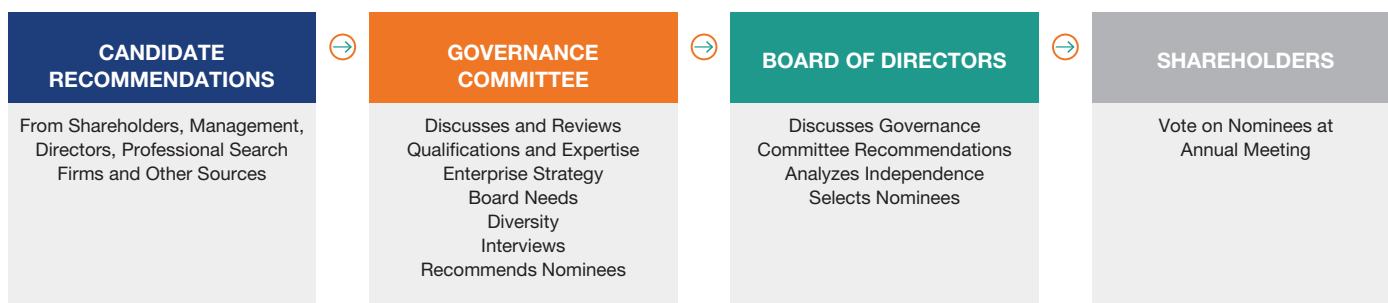 CANDIDATE
RECOMMENDATIONS
From Shareholders, Management,
Directors, Professional Search
Firms and Other Sources
GOVERNANCE
COMMITTEE
Discusses and Reviews
Qualifications and Expertise
Enterprise Strategy
Board Needs
Diversity
Interviews
Recommends Nominees
BOARD OF DIRECTORS
Discusses Governance
Committee Recommendations
Analyzes Independence
Selects Nominees
SHAREHOLDERS
Vote on Nominees at
Annual Meeting